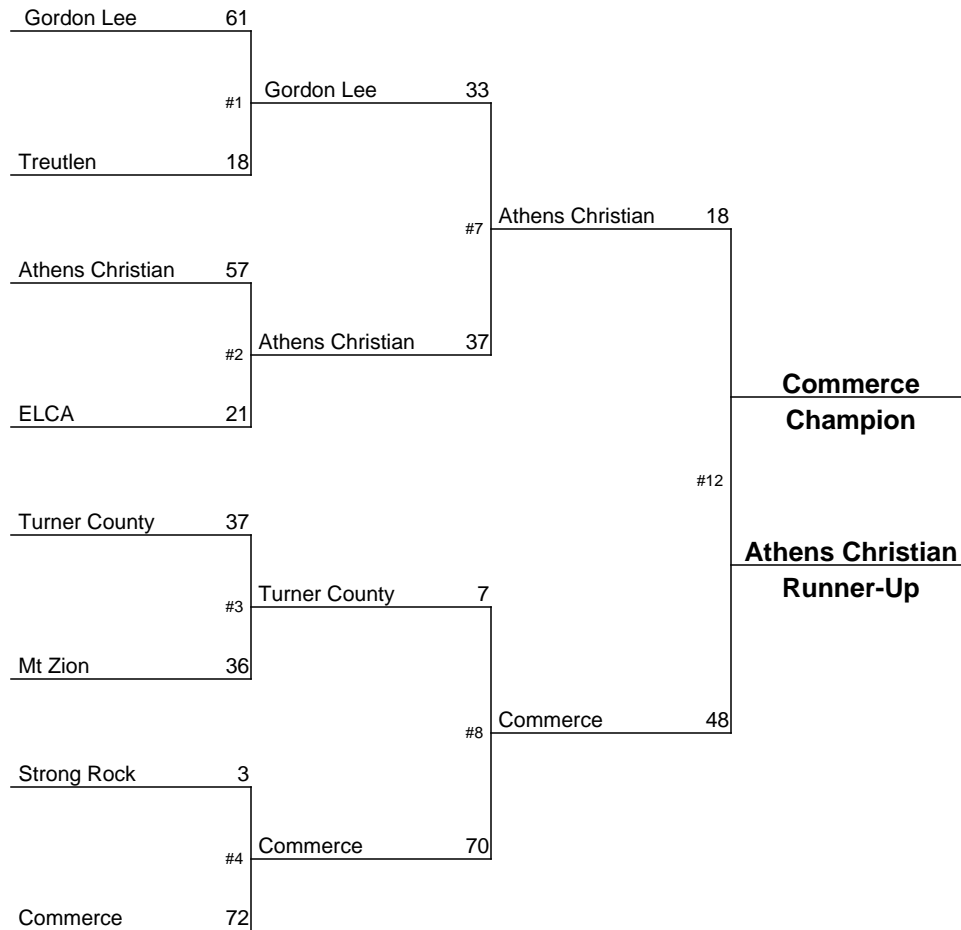 Gordon Lee 61
Gordon Lee 33
#1
Treutlen 18
Athens Christian 18
#7
Athens Christian 57
Athens Christian 37
#2
Commerce
ELCA 21
Champion
#12
Turner County 37
Athens Christian
Runner-Up
Turner County 7
#3
Mt Zion 36
Commerce 48
#8
Strong Rock 3
Commerce 70
#4
Commerce 72